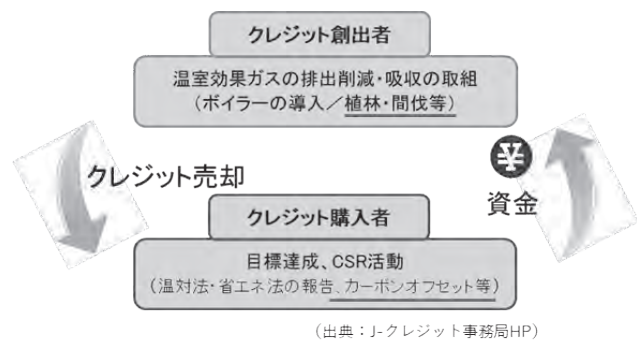 クレジット創出者
温室効果ガスの排出削減・吸収の取組
（ボイラーの導入／植林・間伐等）
クレジット売却
¥
資金
クレジット購入者
目標達成、CSR活動
（温対法・省エネ法の報告、カーボンオフセット等）
（出典：J-クレジット事務局HP）